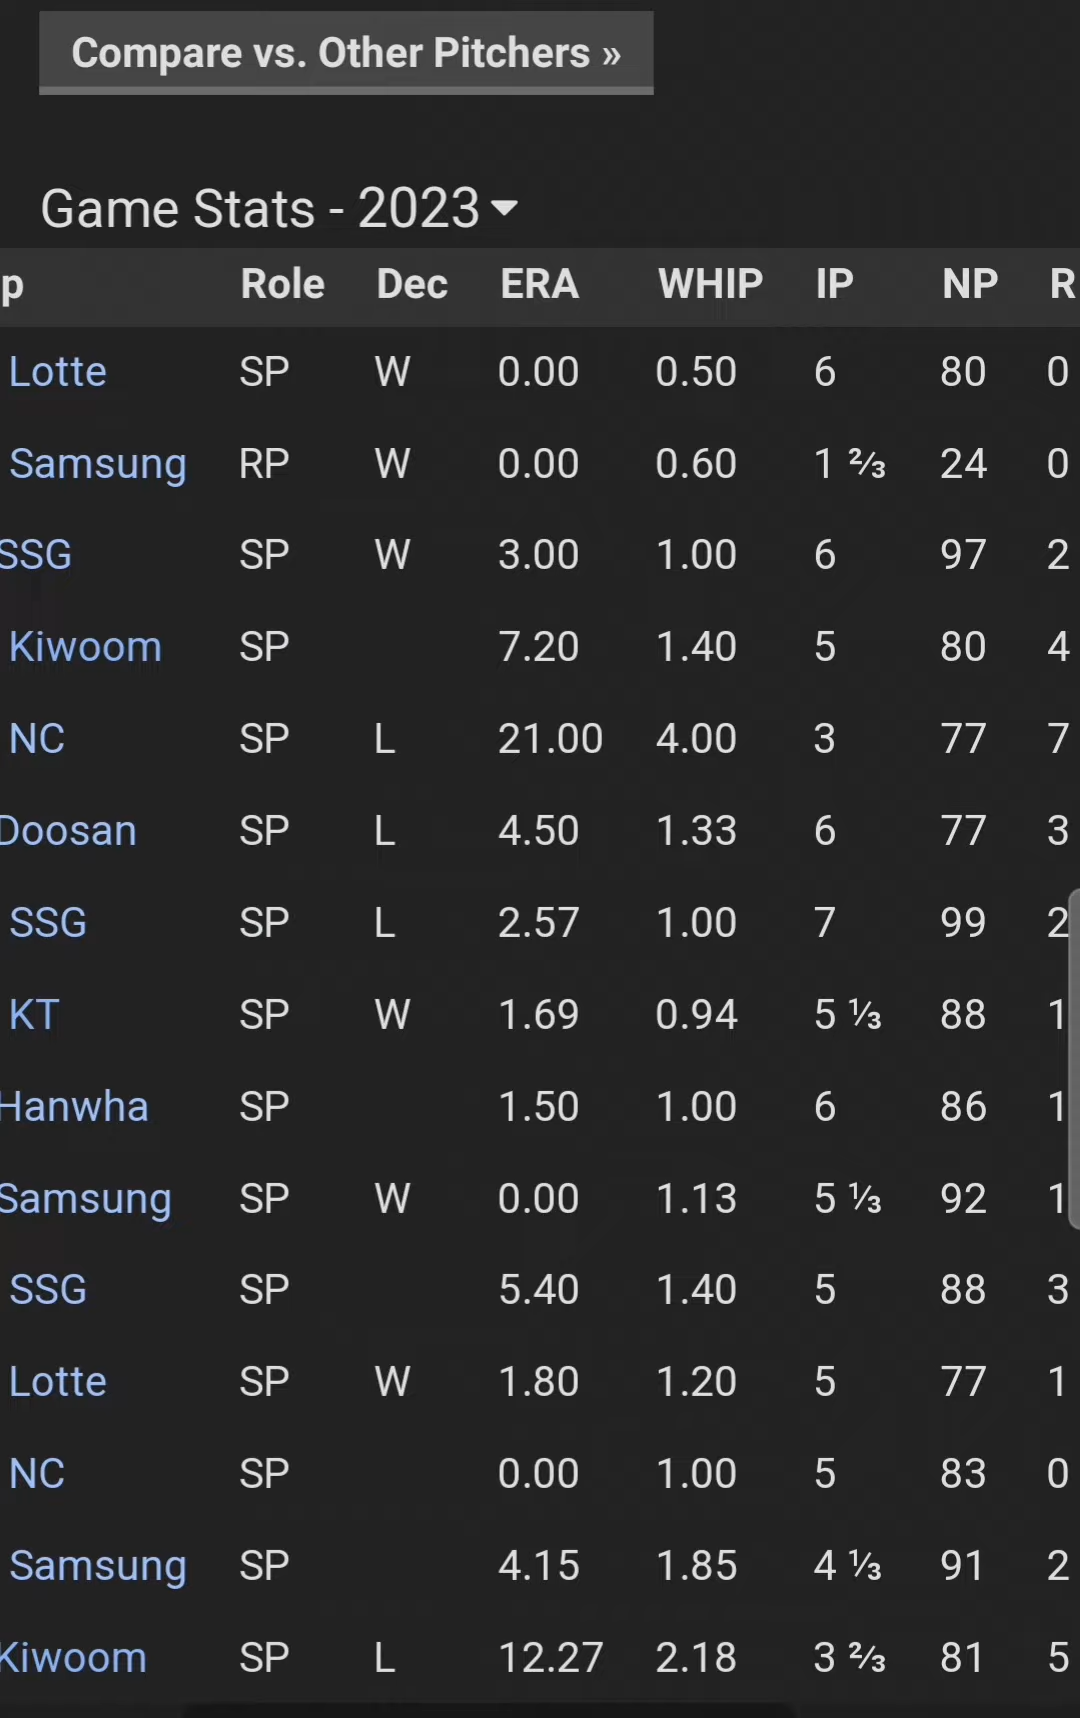 Compare vs. Other Pitchers »
Game Stats - 2023
p Role Dec ERA WHIP IP NP R
Lotte SP W 0.00 0.50 6 80 0
Samsung RP W 0.00 0.60 1 ⅔ 24 0
SSG SP W 3.00 1.00 6 97 2
Kiwoom SP 7.20 1.40 5 80 4
NC SP L 21.00 4.00 3 77 7
Doosan SP L 4.50 1.33 6 77 3
SSG SP L 2.57 1.00 7 99 2
KT SP W 1.69 0.94 5 ⅓ 88 1
Hanwha SP 1.50 1.00 6 86 1
Samsung SP W 0.00 1.13 5 ⅓ 92 1
SSG SP 5.40 1.40 5 88 3
Lotte SP W 1.80 1.20 5 77 1
NC SP 0.00 1.00 5 83 0
Samsung SP 4.15 1.85 4 ⅓ 91 2
Kiwoom SP L 12.27 2.18 3 ⅔ 81 5